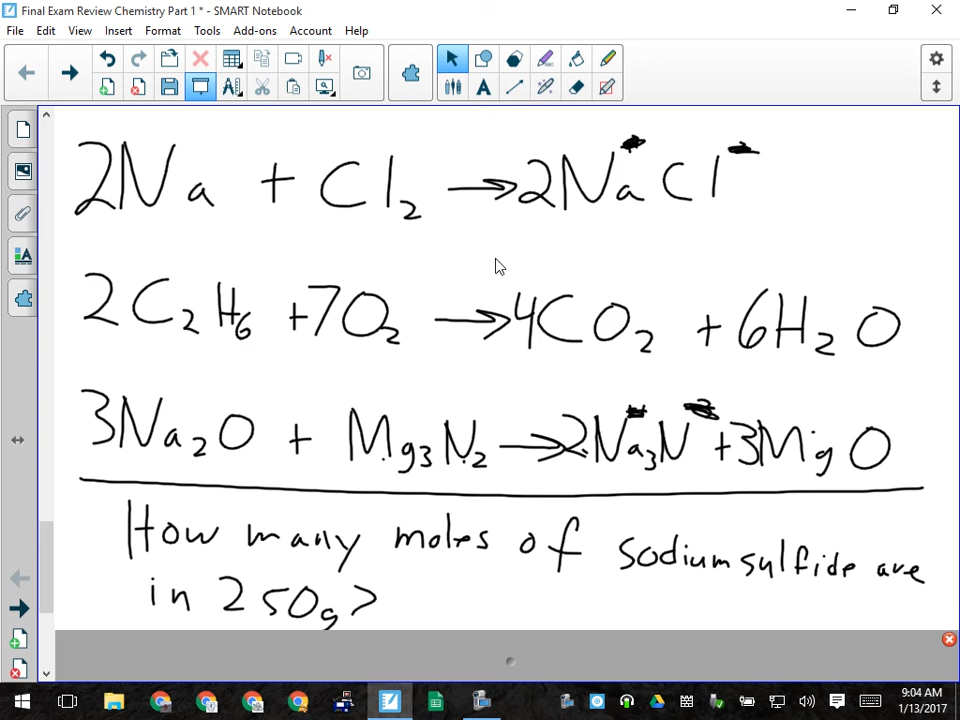 Final Exam Review Chemistry Part 1 * - SMART Notebook
File Edit View Insert Format Tools Add-ons Account Help
2Na + Cl₂ → 2NaCl
2C₂H₆ + 7O₂ → 4CO₂ + 6H₂O
3Na₂O + Mg₃N₂ → 2Na₃N + 3MgO
How many moles of sodium sulfide are
in 250g?
9:04 AM
1/13/2017